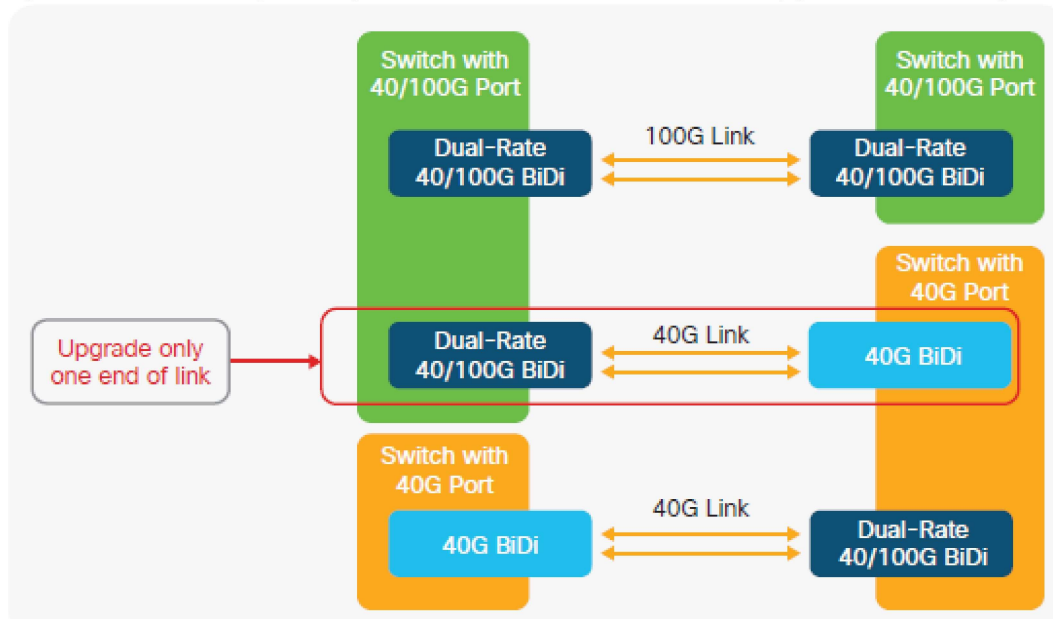 Switch with
40/100G Port
Switch with
40/100G Port
Dual-Rate
40/100G BiDi
100G Link
Dual-Rate
40/100G BiDi
Switch with
40G Port
Upgrade only
one end of link
Dual-Rate
40/100G BiDi
40G Link
40G BiDi
Switch with
40G Port
40G BiDi
40G Link
Dual-Rate
40/100G BiDi